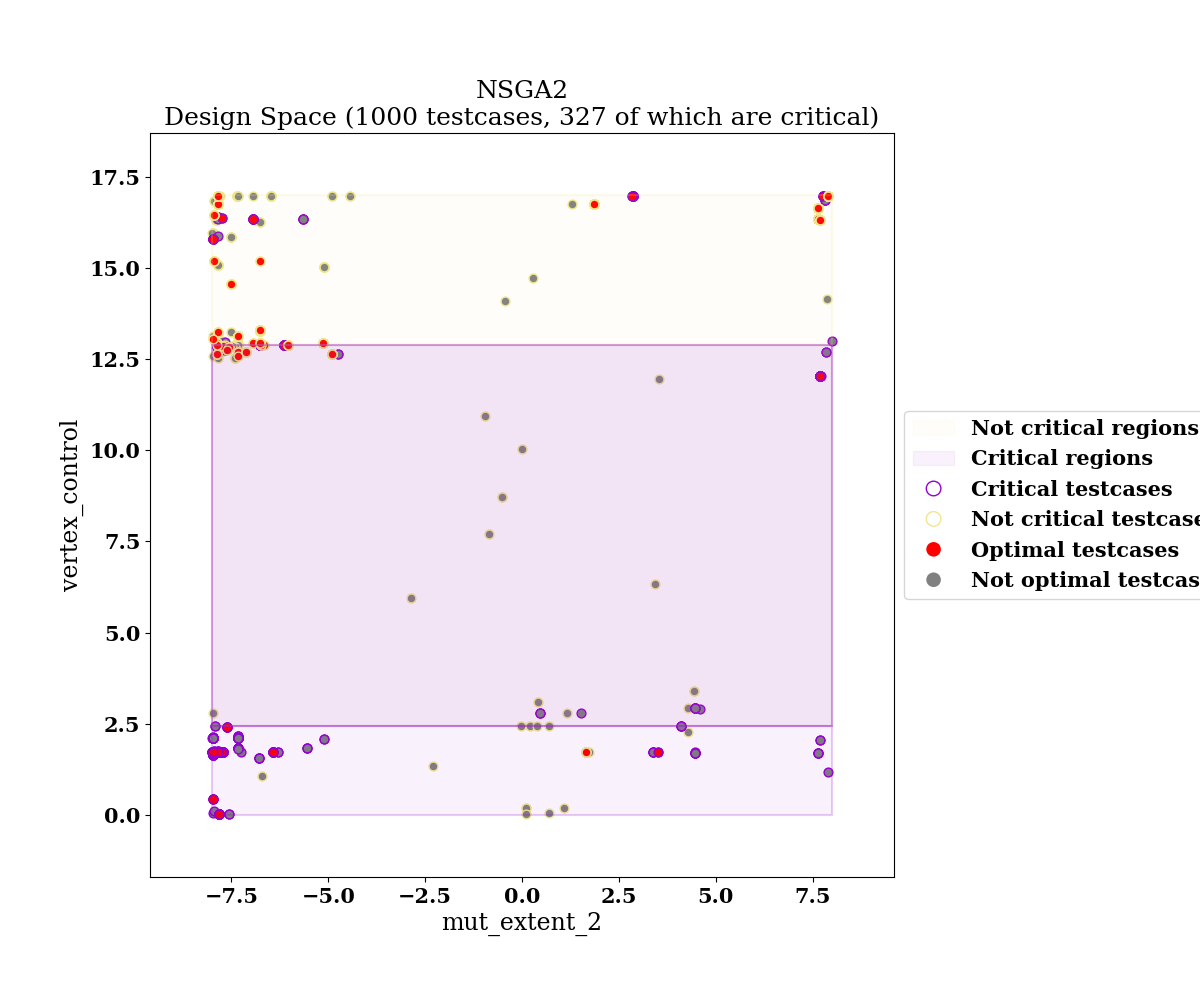 NSGA2
Design Space (1000 testcases, 327 of which are critical)
17.5
15.0
12.5
10.0
7.5
5.0
2.5
0.0
vertex_control
−7.5 −5.0 −2.5 0.0 2.5 5.0 7.5
mut_extent_2
Not critical regions
Critical regions
Critical testcases
Not critical testcase
Optimal testcases
Not optimal testcas